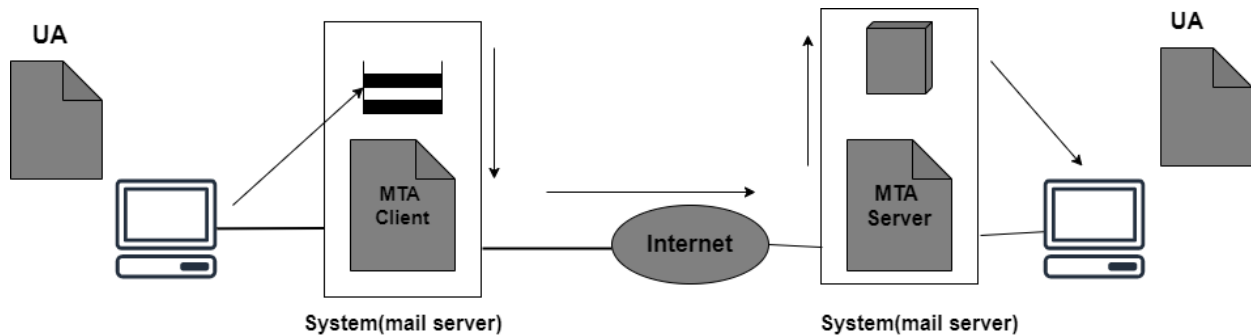 UA
UA
MTA
Client
MTA
Server
Internet
System(mail server)
System(mail server)